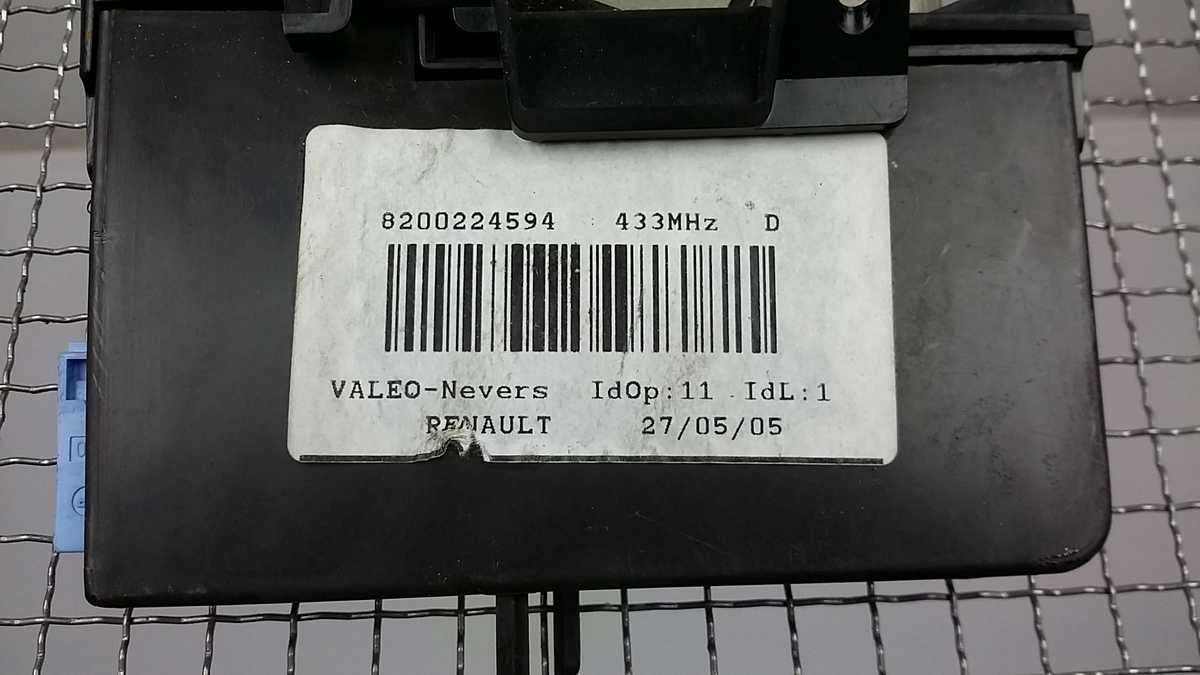 8200224594 433MHz D
VALEO-Nevers IdOp:11 IdL:1
RENAULT 27/05/05